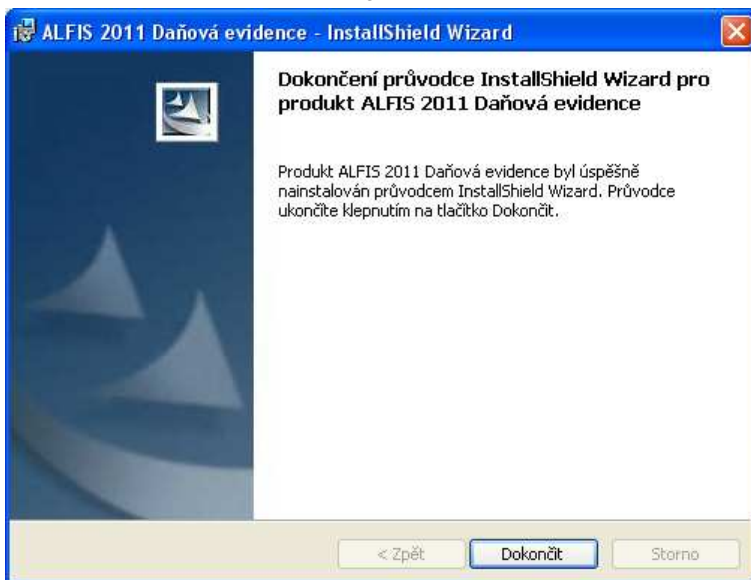 ALFIS 2011 Daňová evidence - InstallShield Wizard
Dokončení průvodce InstallShield Wizard pro
produkt ALFIS 2011 Daňová evidence
Produkt ALFIS 2011 Daňová evidence byl úspěšně
nainstalován průvodcem InstallShield Wizard. Průvodce
ukončíte klepnutím na tlačítko Dokončit.
< Zpět Dokončit Storno